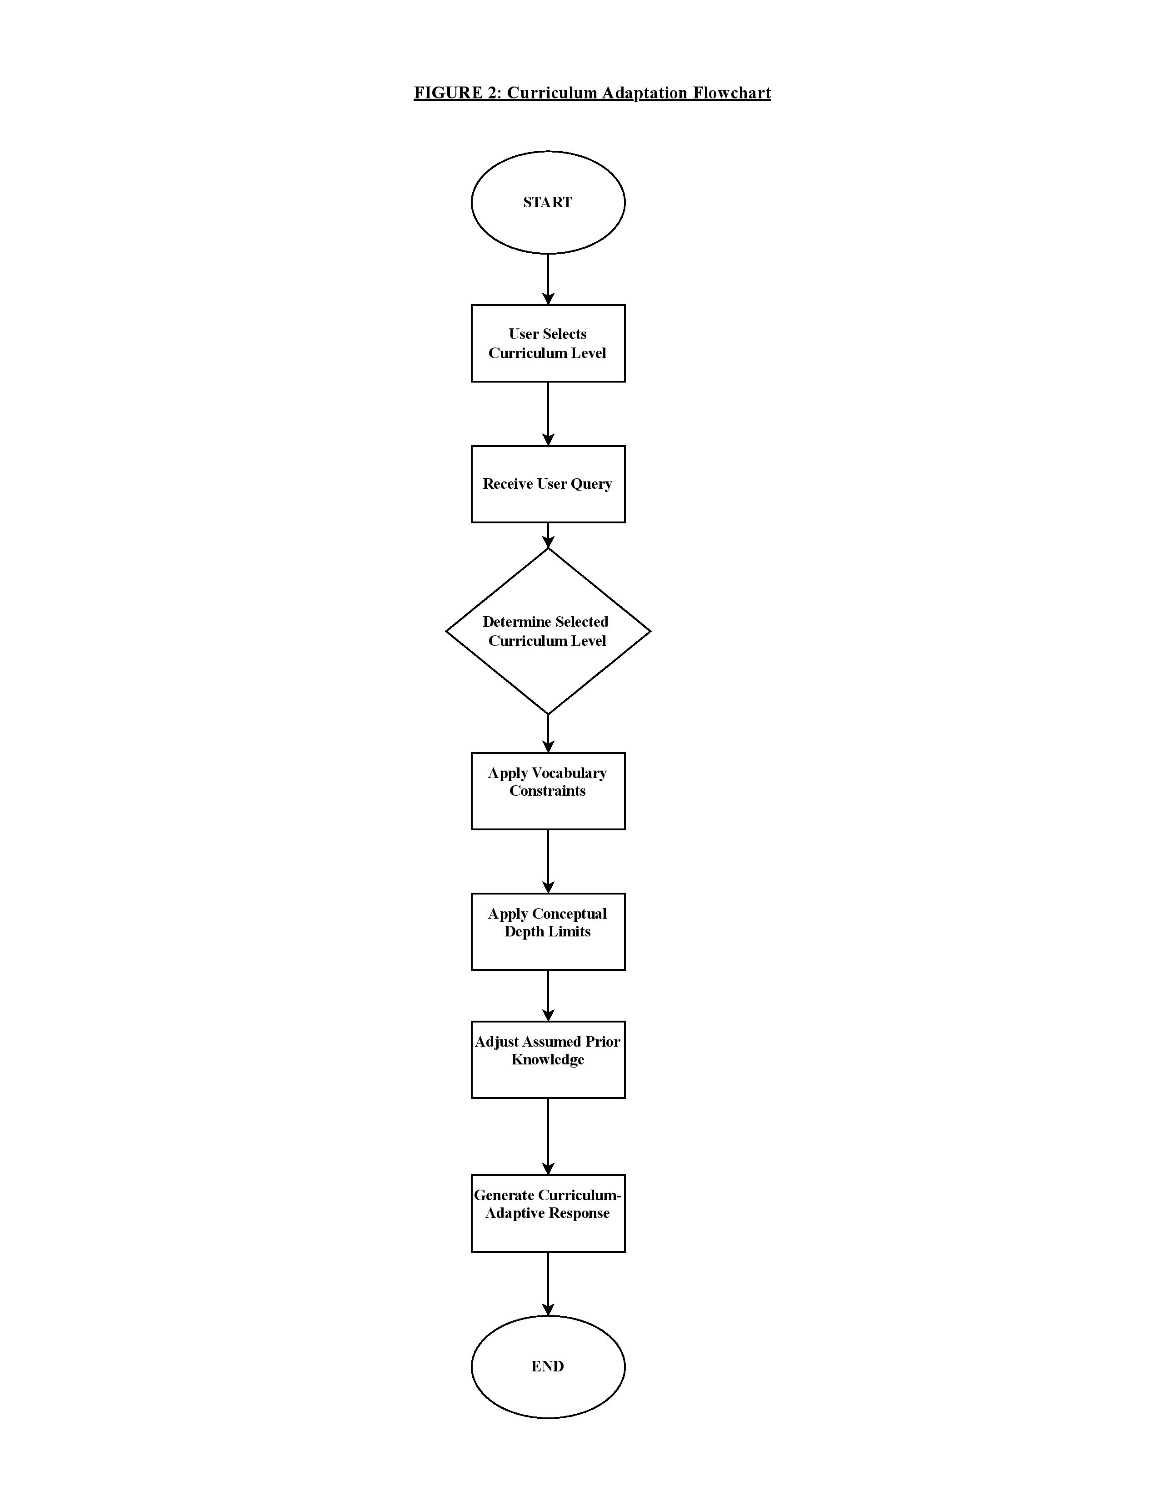 FIGURE 2: Curriculum Adaptation Flowchart
START
User Selects
Curriculum Level
Receive User Query
Determine Selected
Curriculum Level
Apply Vocabulary
Constraints
Apply Conceptual
Depth Limits
Adjust Assumed Prior
Knowledge
Generate Curriculum-
Adaptive Response
END